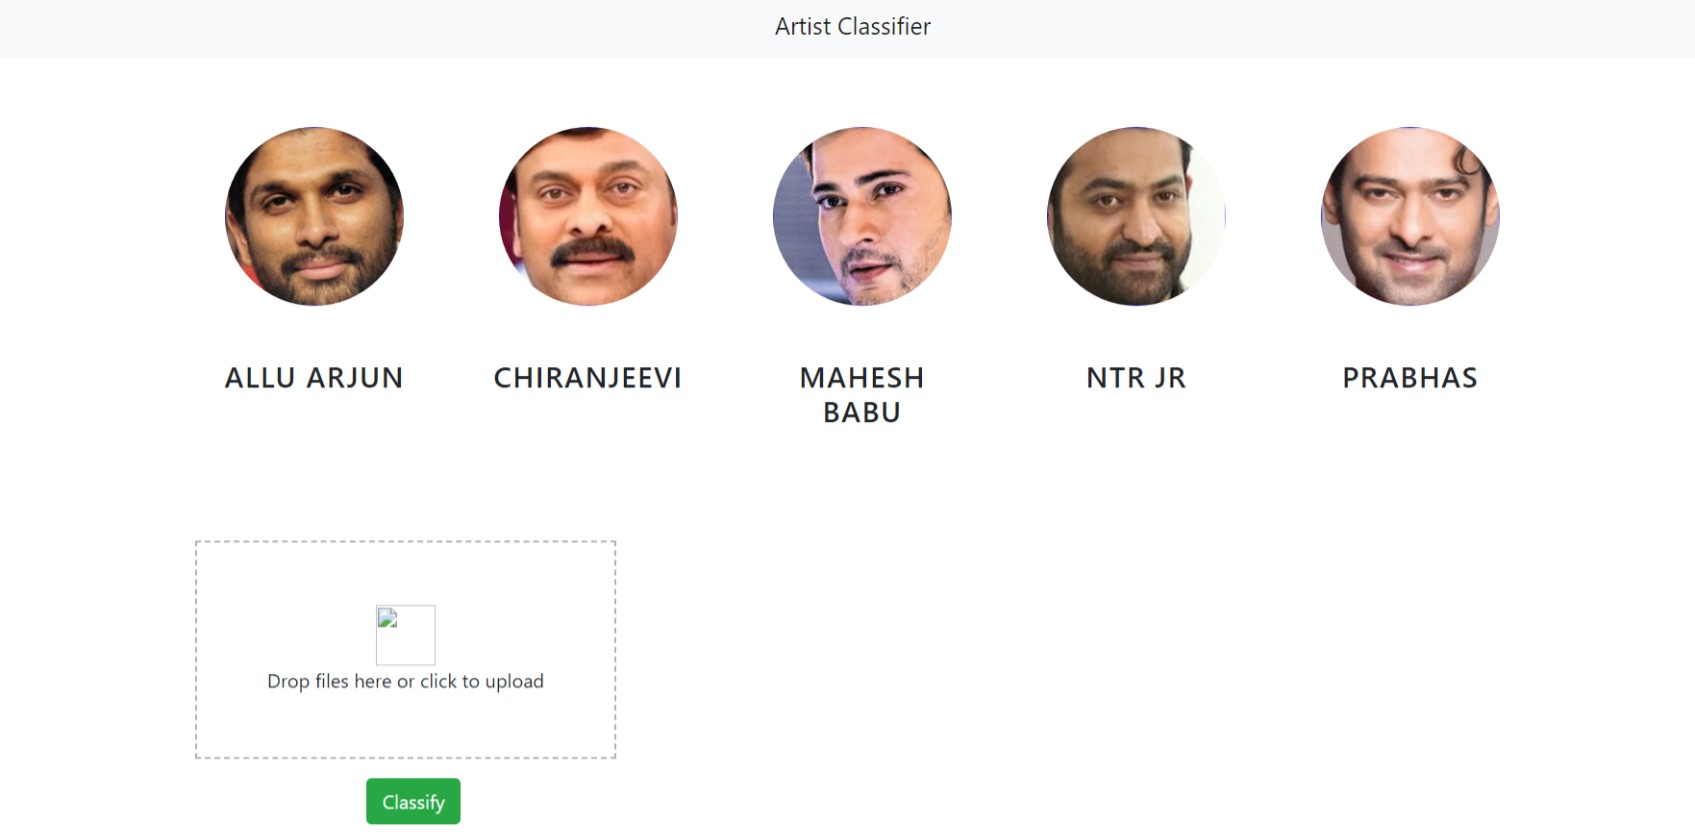 Artist Classifier
ALLU ARJUN
CHIRANJEEVI
MAHESH
BABU
NTR JR
PRABHAS
Drop files here or click to upload
Classify